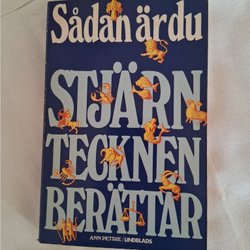 Sådan är du
STJÄRN
TECKNEN
BERÄTTAR
ANN PETRIE/LINDBLADS